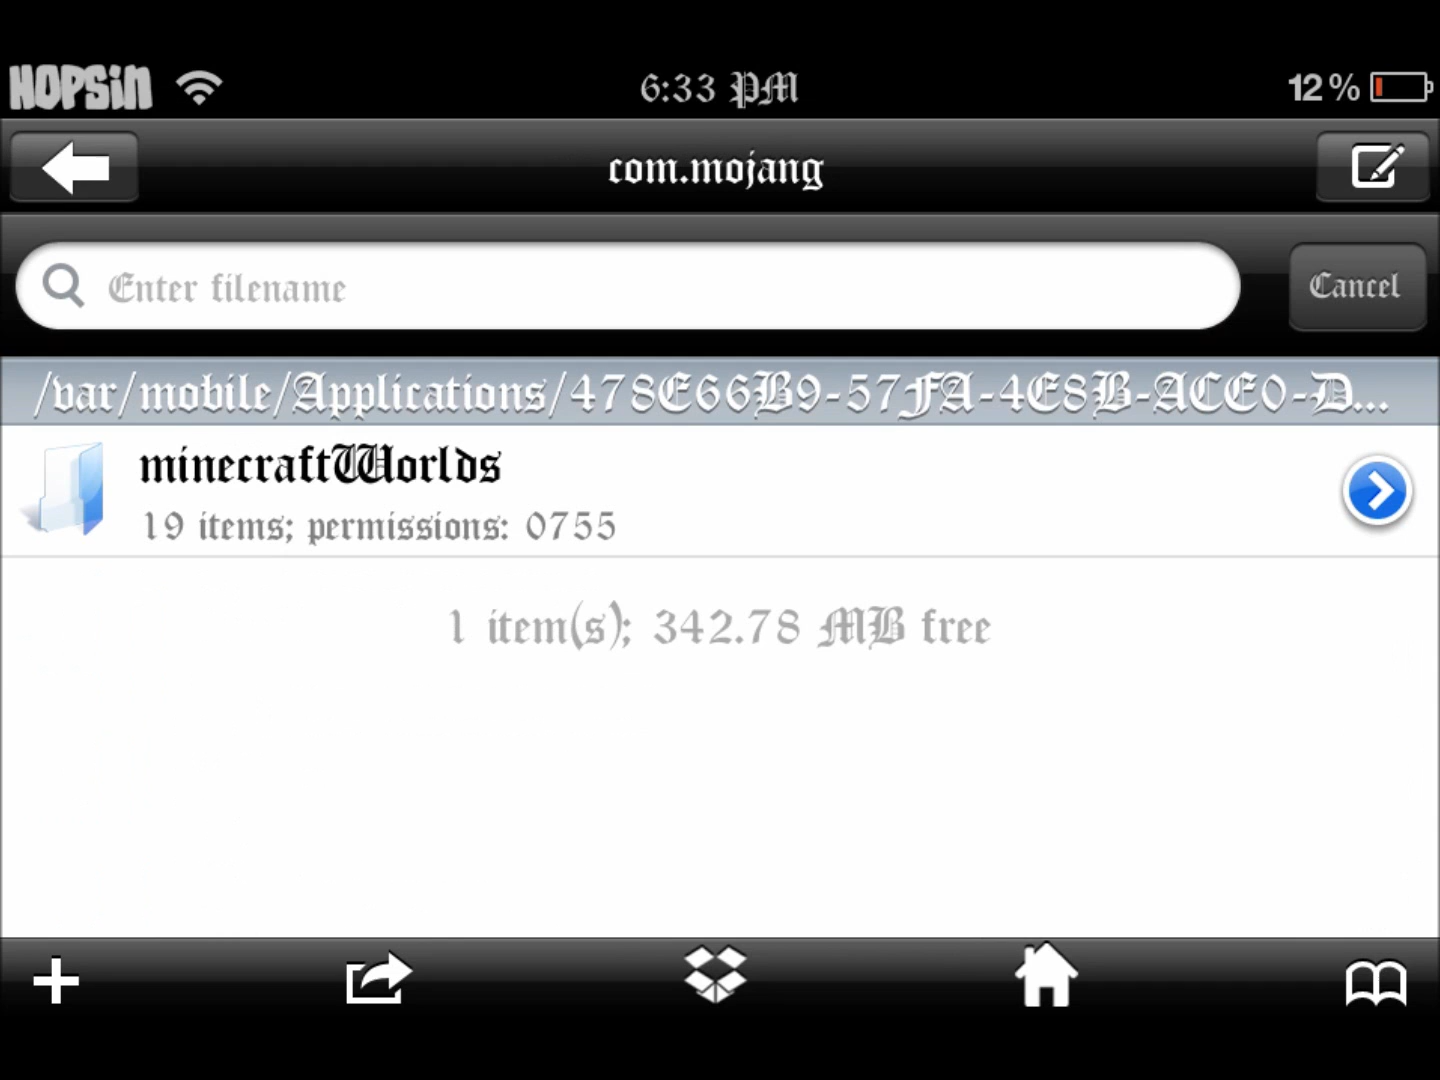 HOPSiN 6:33 PM 12%
com.mojang
Enter filename Cancel
/var/mobile/Applications/478E66B9-57FA-4E8B-ACE0-D...
minecraftWorlds
19 items; permissions: 0755
1 item(s); 342.78 MB free